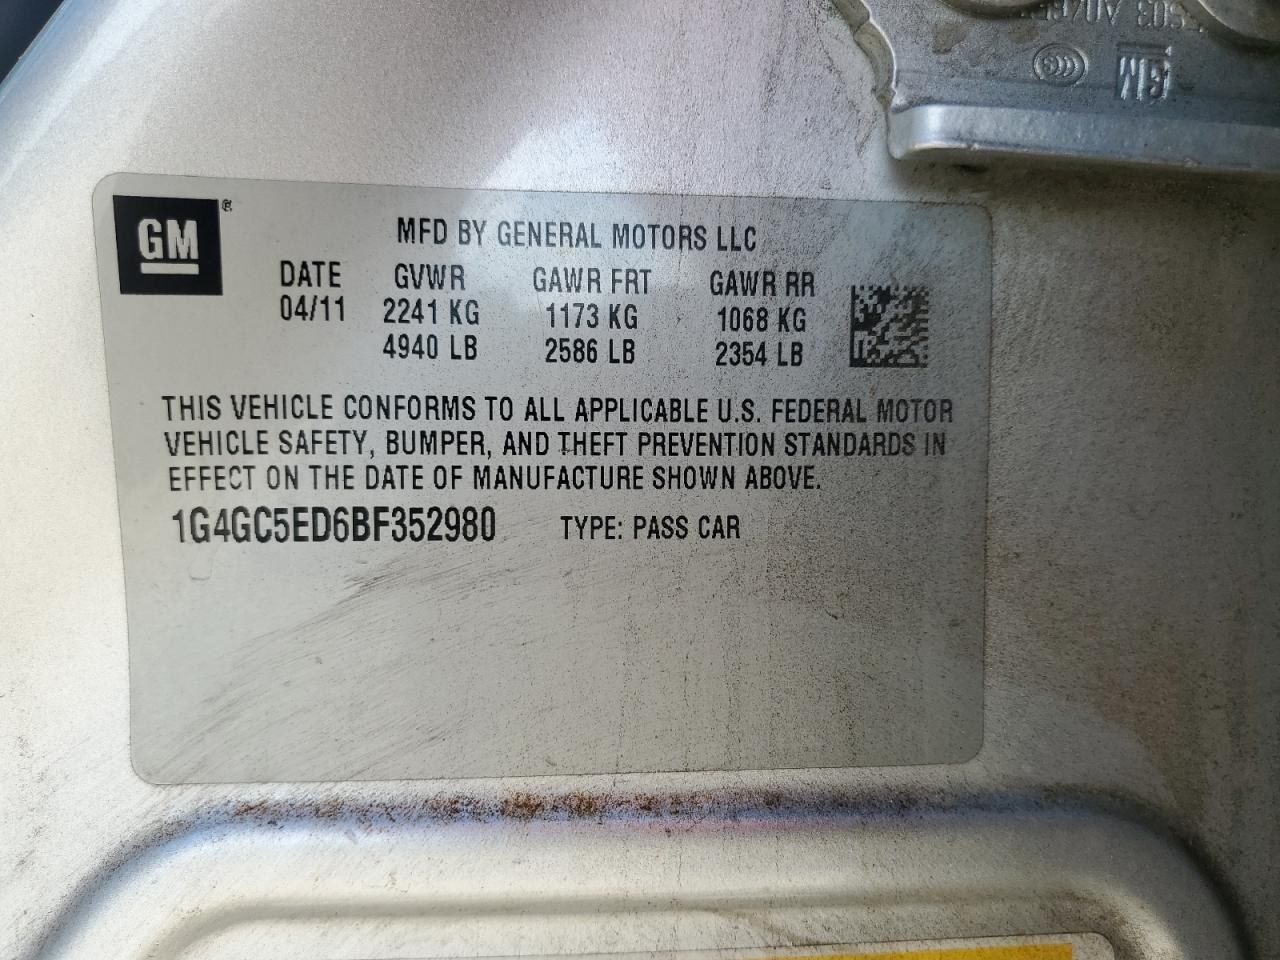 GM
GM®
MFD BY GENERAL MOTORS LLC
DATE GVWR GAWR FRT GAWR RR
04/11 2241 KG 1173 KG 1068 KG
4940 LB 2586 LB 2354 LB
THIS VEHICLE CONFORMS TO ALL APPLICABLE U.S. FEDERAL MOTOR
VEHICLE SAFETY, BUMPER, AND THEFT PREVENTION STANDARDS IN
EFFECT ON THE DATE OF MANUFACTURE SHOWN ABOVE.
1G4GC5ED6BF352980 TYPE: PASS CAR